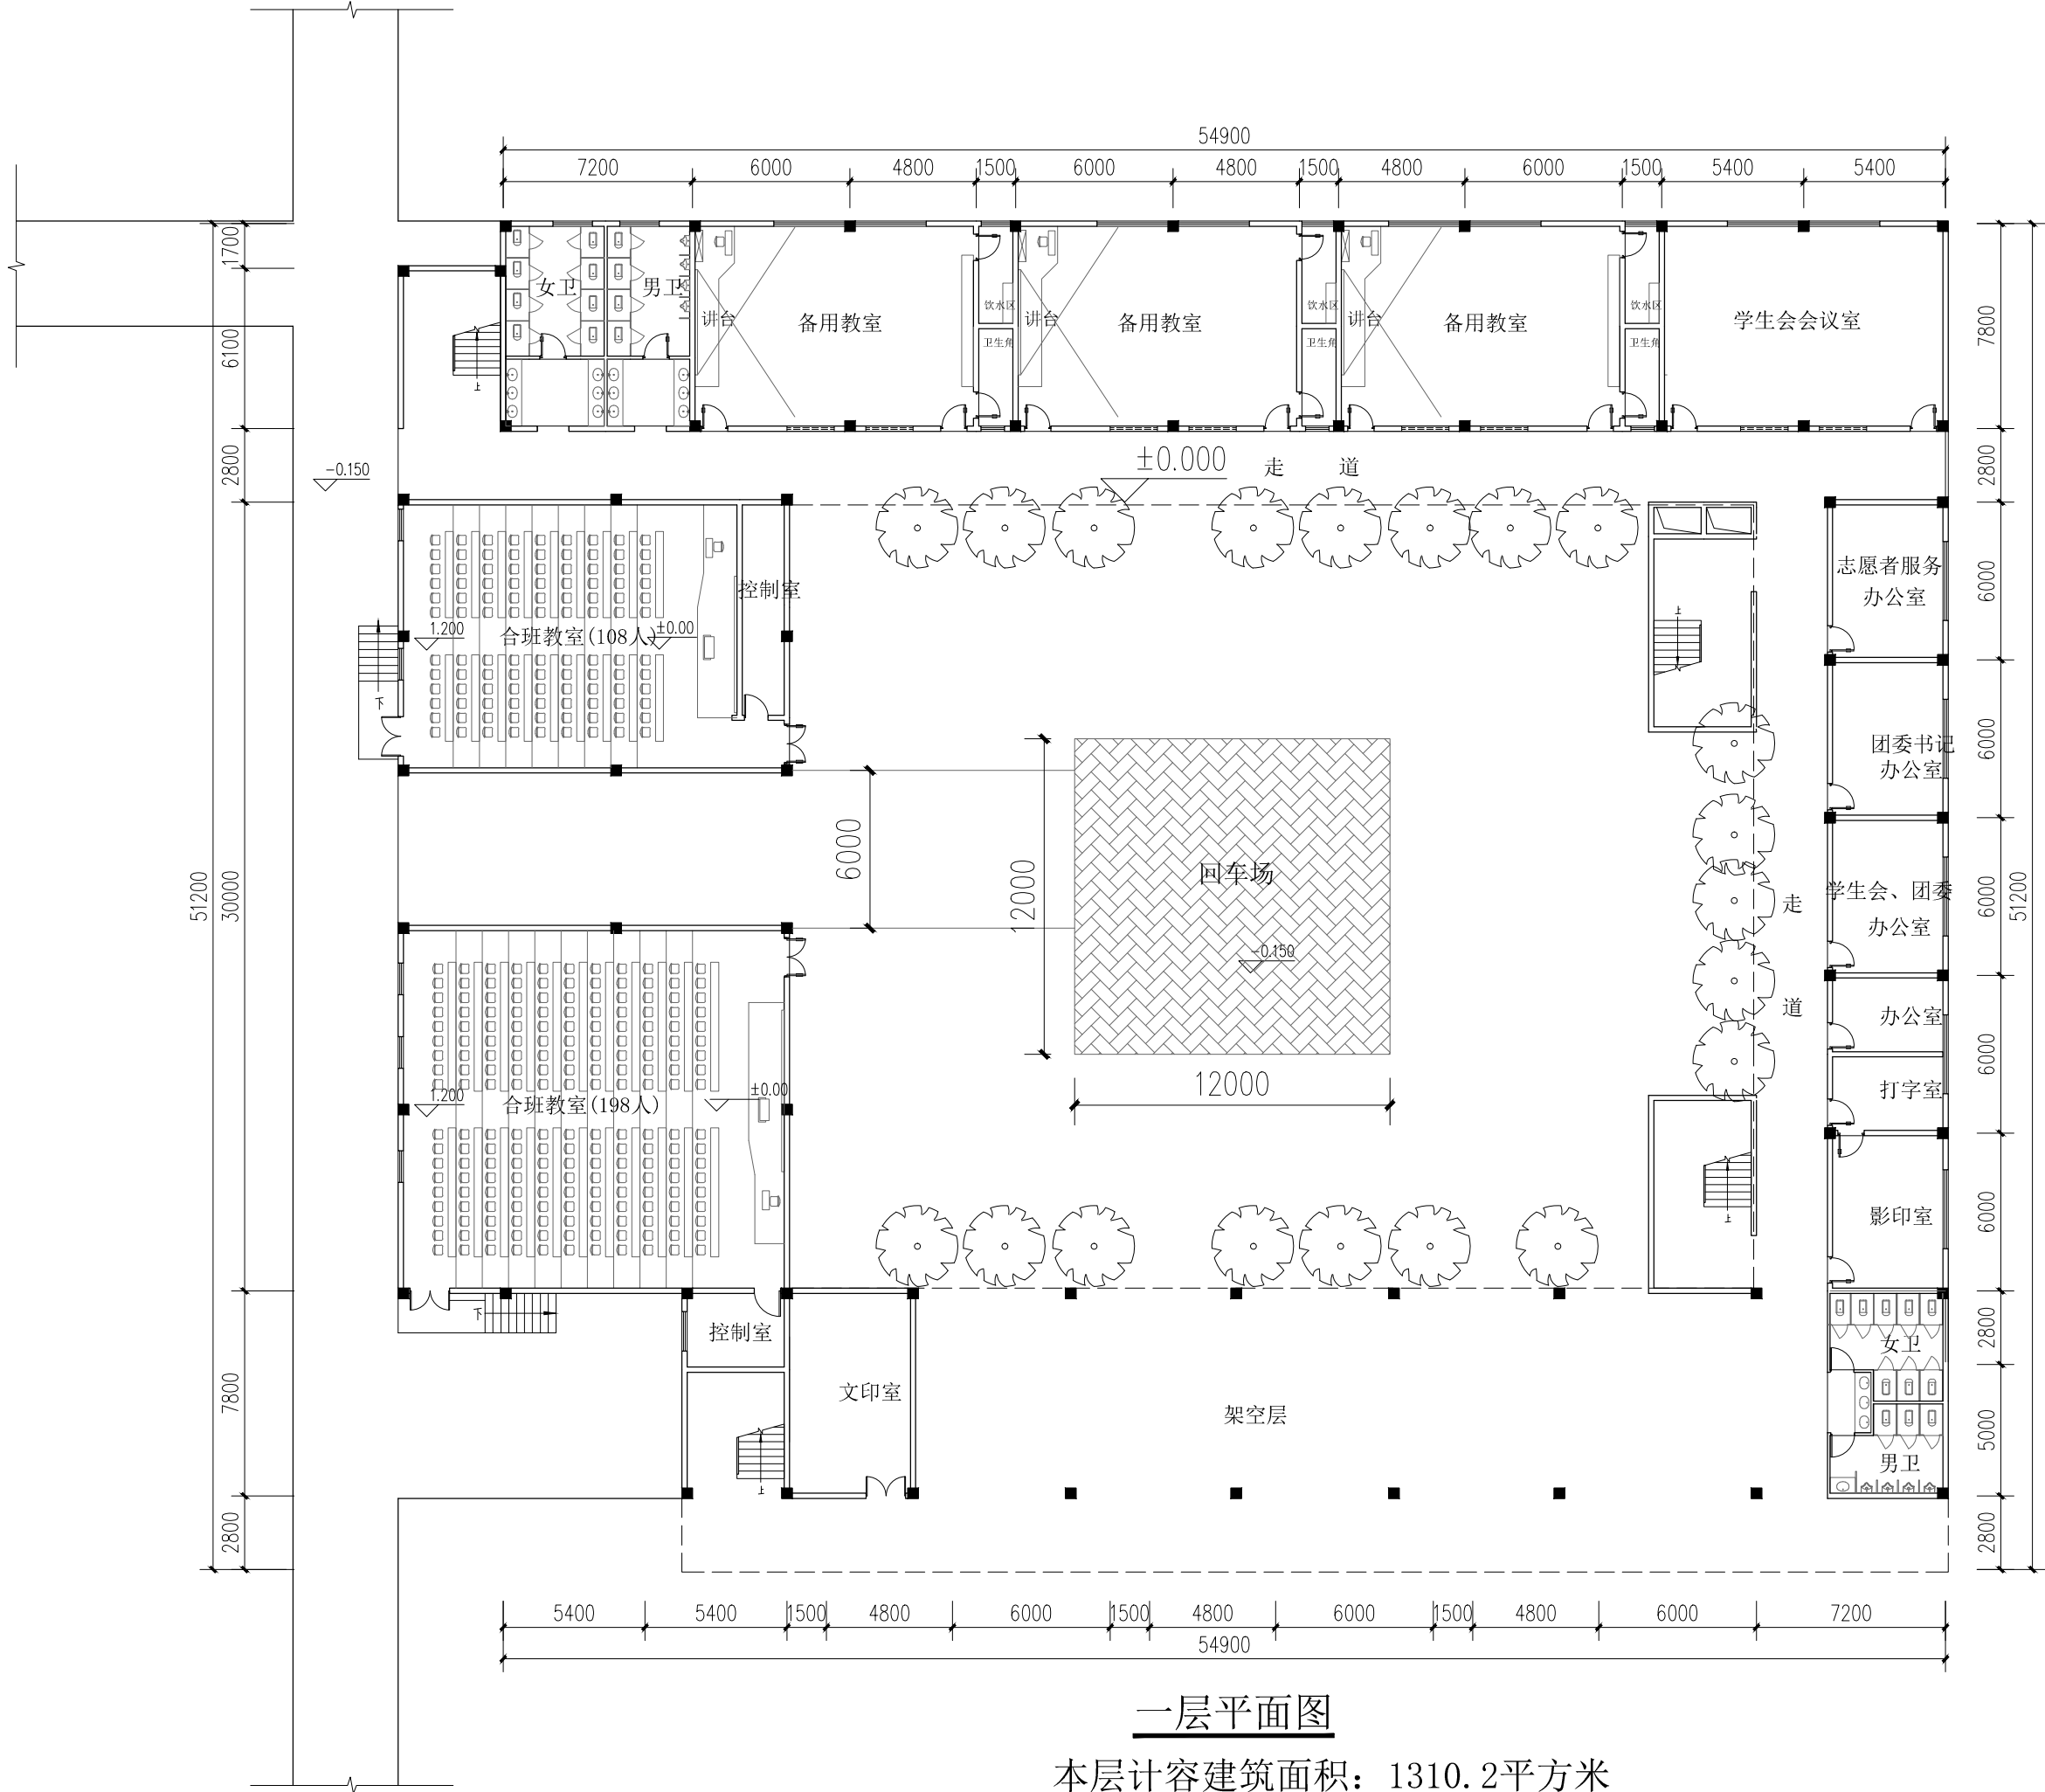 54900
7200 6000 4800 1500 6000 4800 1500 4800 6000 1500 5400 5400
1700
6100
2800
30000
51200
7800
2800
女卫 男卫
讲台 备用教室 饮水区 卫生角
讲台 备用教室 饮水区 卫生角
讲台 备用教室 饮水区 卫生角
学生会会议室
上
7800
2800
6000
6000
6000
6000
6000
2800
5000
2800
51200
-0.150
±0.000 走 道
控制室
1.200 合班教室(108人) ±0.00
下
上
志愿者服务
办公室
团委书记
办公室
6000
12000
回车场
-0.150
12000
走
道
学生会、团委
办公室
办公室
打字室
影印室
1.200 合班教室(198人) ±0.00
下
上
控制室
文印室
上
架空层
女卫
男卫
5400 5400 1500 4800 6000 1500 4800 6000 1500 4800 6000 7200
54900
一层平面图
本层计容建筑面积: 1310.2平方米